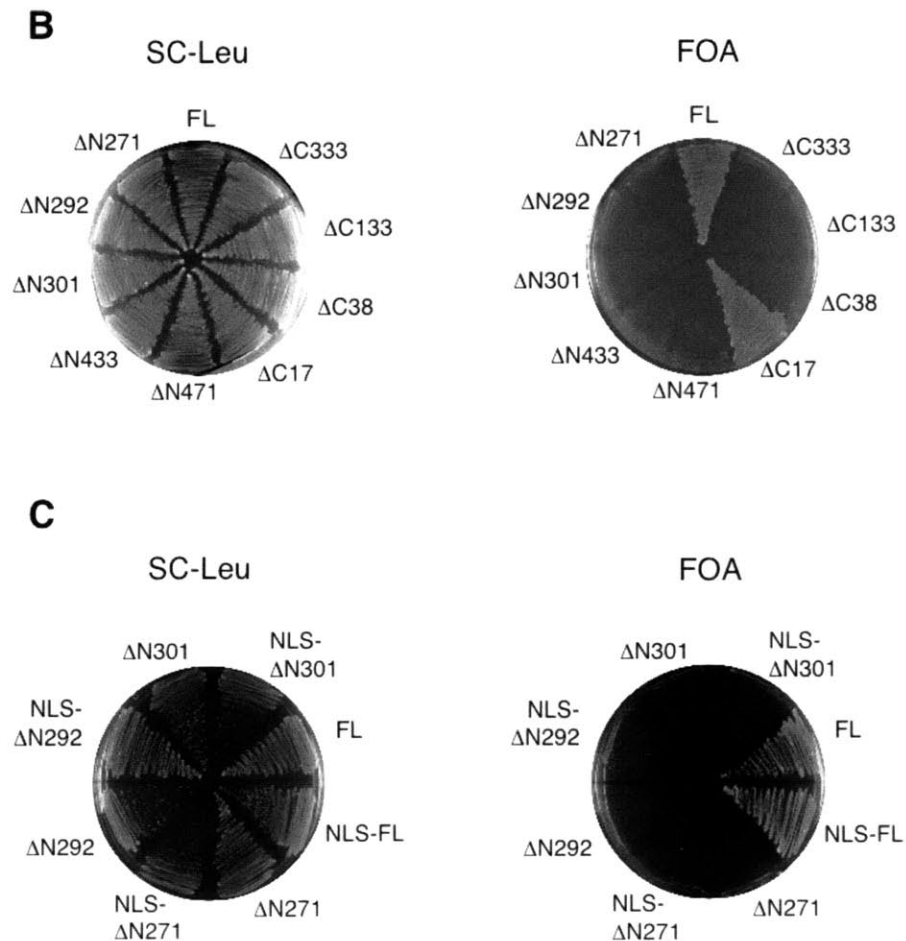 B
SC-Leu
FOA
FL
ΔN271
ΔC333
ΔN292
ΔC133
ΔN301
ΔC38
ΔN433
ΔC17
ΔN471
FL
ΔN271
ΔC333
ΔN292
ΔC133
ΔN301
ΔC38
ΔN433
ΔC17
ΔN471
C
SC-Leu
FOA
ΔN301
NLS-
ΔN301
NLS-
ΔN292
FL
ΔN292
NLS-FL
NLS-
ΔN271
ΔN271
ΔN301
NLS-
ΔN301
NLS-
ΔN292
FL
ΔN292
NLS-FL
NLS-
ΔN271
ΔN271